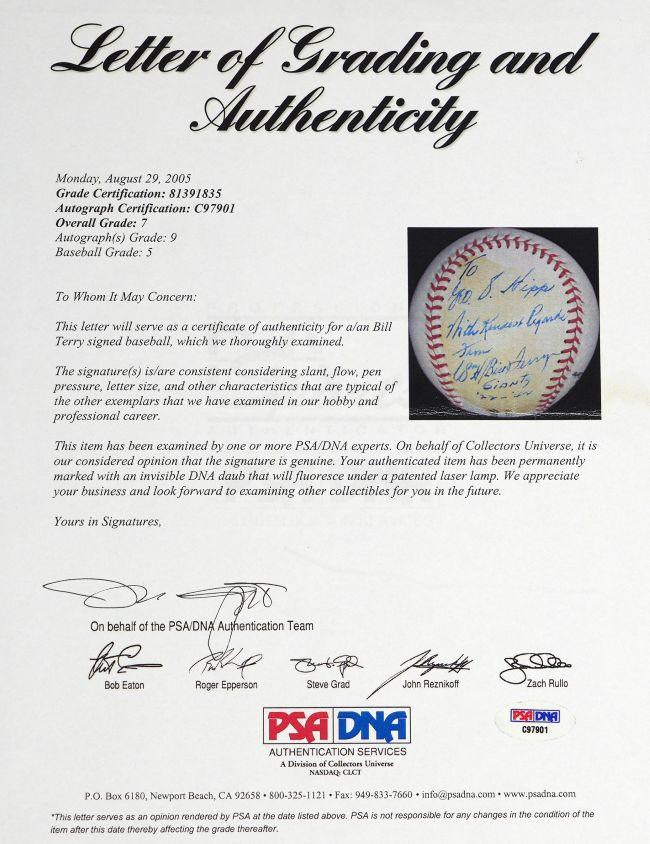 Letter of Grading and
Authenticity
Monday, August 29, 2005
Grade Certification: 81391835
Autograph Certification: C97901
Overall Grade: 7
Autograph(s) Grade: 9
Baseball Grade: 5
To
S. Hipp
With Kindest Regards
From
Bill Terry
Giants
To Whom It May Concern:
This letter will serve as a certificate of authenticity for a/an Bill
Terry signed baseball, which we thoroughly examined.
The signature(s) is/are consistent considering slant, flow, pen
pressure, letter size, and other characteristics that are typical of
the other exemplars that we have examined in our hobby and
professional career.
This item has been examined by one or more PSA/DNA experts. On behalf of Collectors Universe, it is
our considered opinion that the signature is genuine. Your authenticated item has been permanently
marked with an invisible DNA daub that will fluoresce under a patented laser lamp. We appreciate
your business and look forward to examining other collectibles for you in the future.
Yours in Signatures,
On behalf of the PSA/DNA Authentication Team
Bob Eaton Roger Epperson Steve Grad John Reznikoff Zach Rullo
PSA DNA
AUTHENTICATION SERVICES
A Division of Collectors Universe
NASDAQ: CLCT
PSA DNA
C97901
P.O. Box 6180, Newport Beach, CA 92658 • 800-325-1121 • Fax: 949-833-7660 • info@psadna.com • www.psadna.com
*This letter serves as an opinion rendered by PSA at the date listed above. PSA is not responsible for any changes in the condition of the
item after this date thereby affecting the grade thereafter.